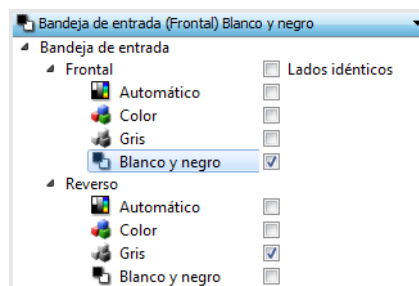 Bandeja de entrada (Frontal) Blanco y negro
Bandeja de entrada
Frontal Lados idénticos
Automático
Color
Gris
Blanco y negro
Reverso
Automático
Color
Gris
Blanco y negro